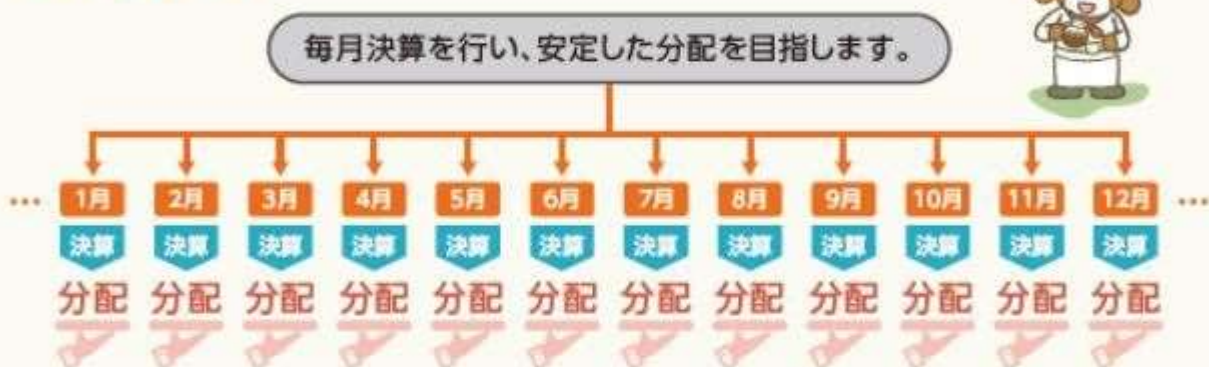 毎月決算を行い、安定した分配を目指します。
… 1月 2月 3月 4月 5月 6月 7月 8月 9月 10月 11月 12月 …
決算 決算 決算 決算 決算 決算 決算 決算 決算 決算 決算 決算
分配 分配 分配 分配 分配 分配 分配 分配 分配 分配 分配 分配